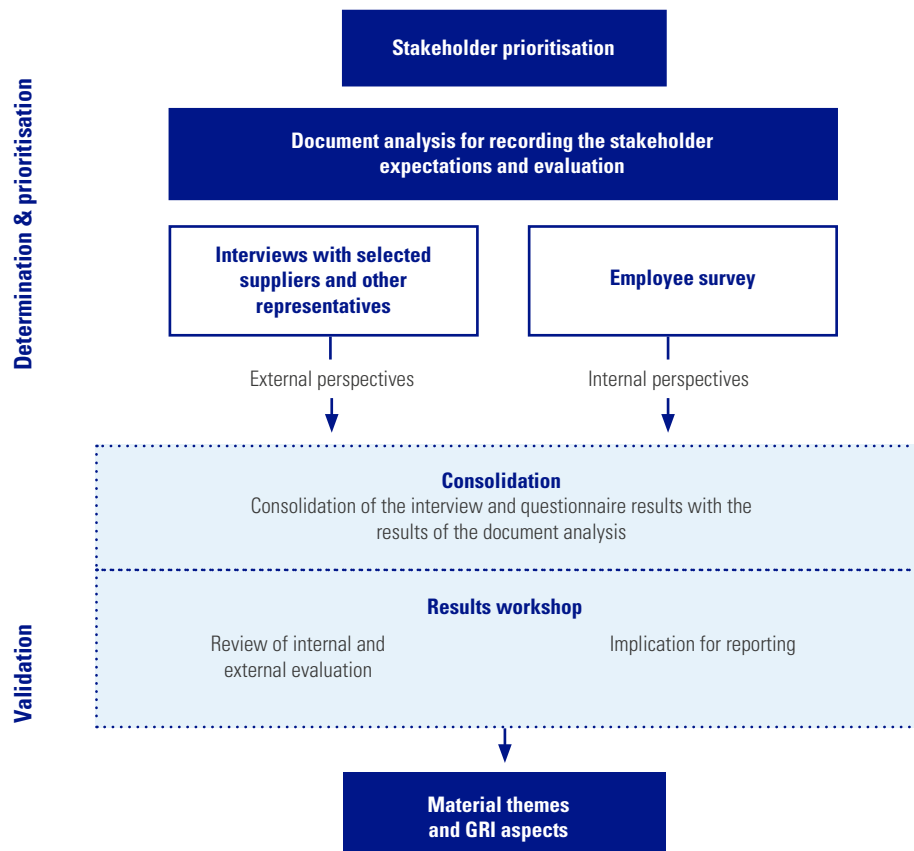 Determination & prioritisation
Stakeholder prioritisation
Document analysis for recording the stakeholder
expectations and evaluation
Interviews with selected
suppliers and other
representatives
Employee survey
External perspectives
Internal perspectives
Consolidation
Consolidation of the interview and questionnaire results with the
results of the document analysis
Validation
Results workshop
Review of internal and
external evaluation
Implication for reporting
Material themes
and GRI aspects